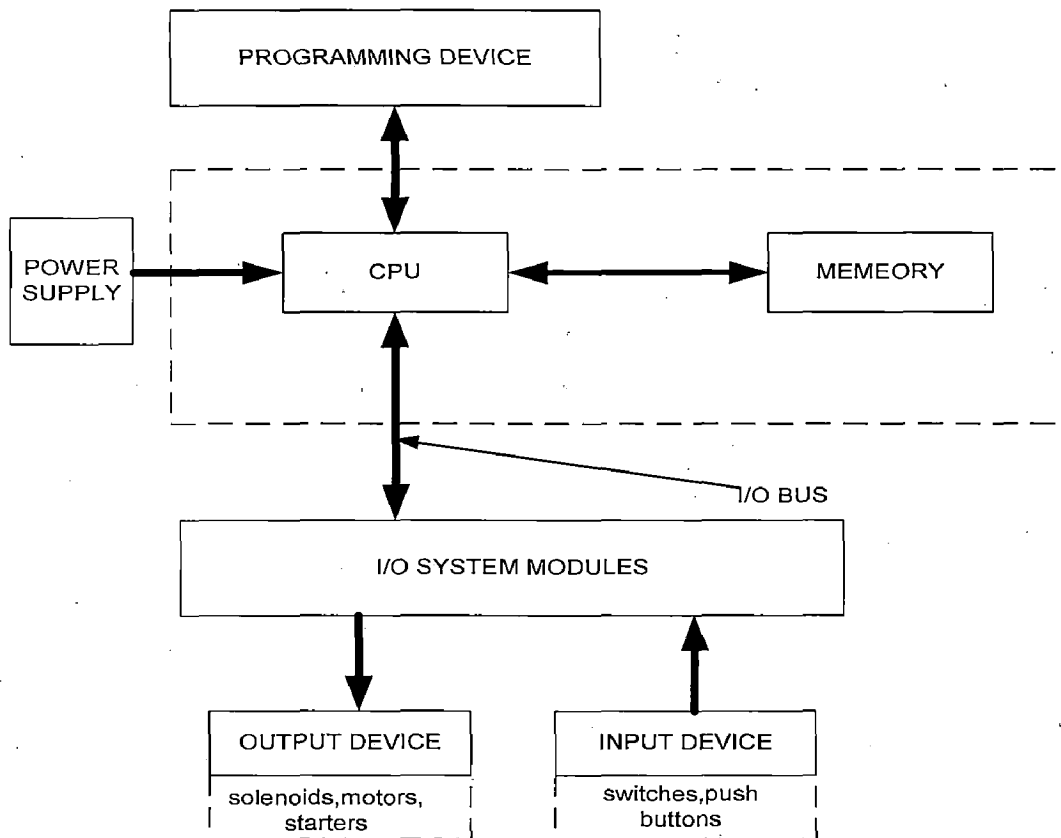 PROGRAMMING DEVICE
POWER
SUPPLY
CPU
MEMEORY
I/O BUS
I/O SYSTEM MODULES
OUTPUT DEVICE
INPUT DEVICE
solenoids,motors,
starters
switches,push
buttons